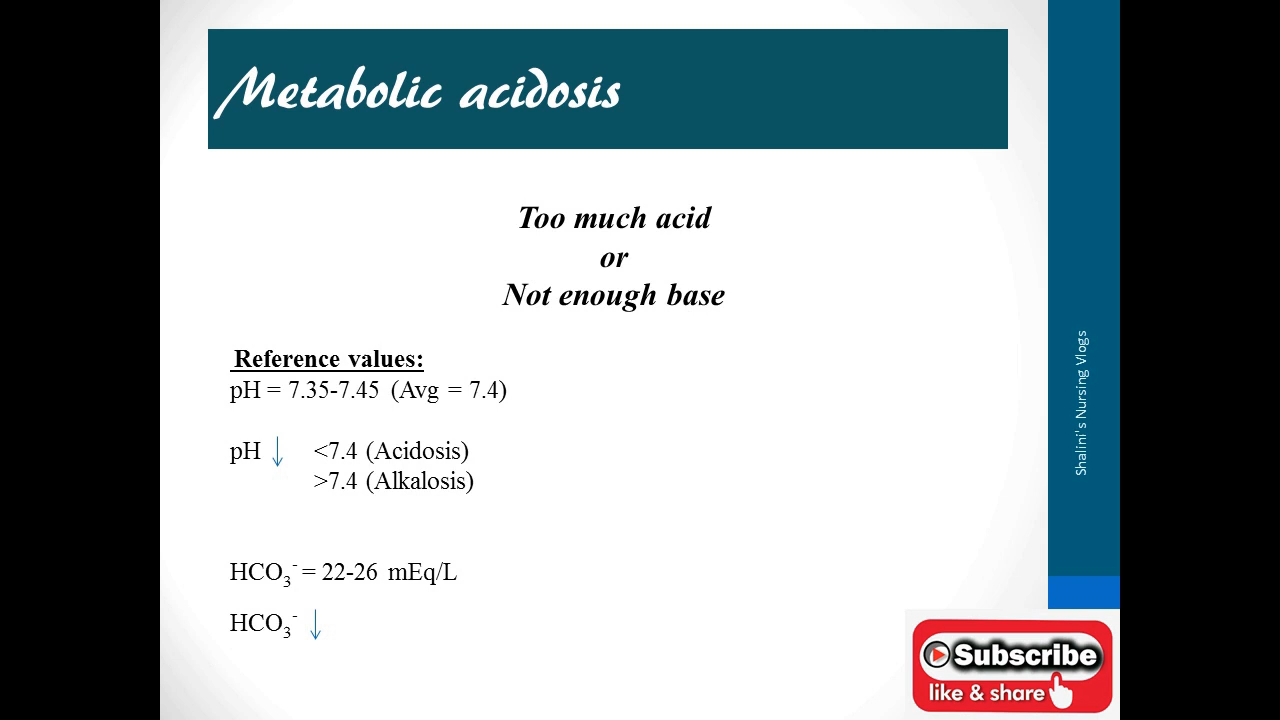 Metabolic acidosis
Too much acid
or
Not enough base
Reference values:
pH = 7.35-7.45 (Avg = 7.4)
pH ↓ <7.4 (Acidosis)
>7.4 (Alkalosis)
HCO₃⁻ = 22-26 mEq/L
HCO₃⁻ ↓
Shalini's Nursing Vlogs
Subscribe
like & share